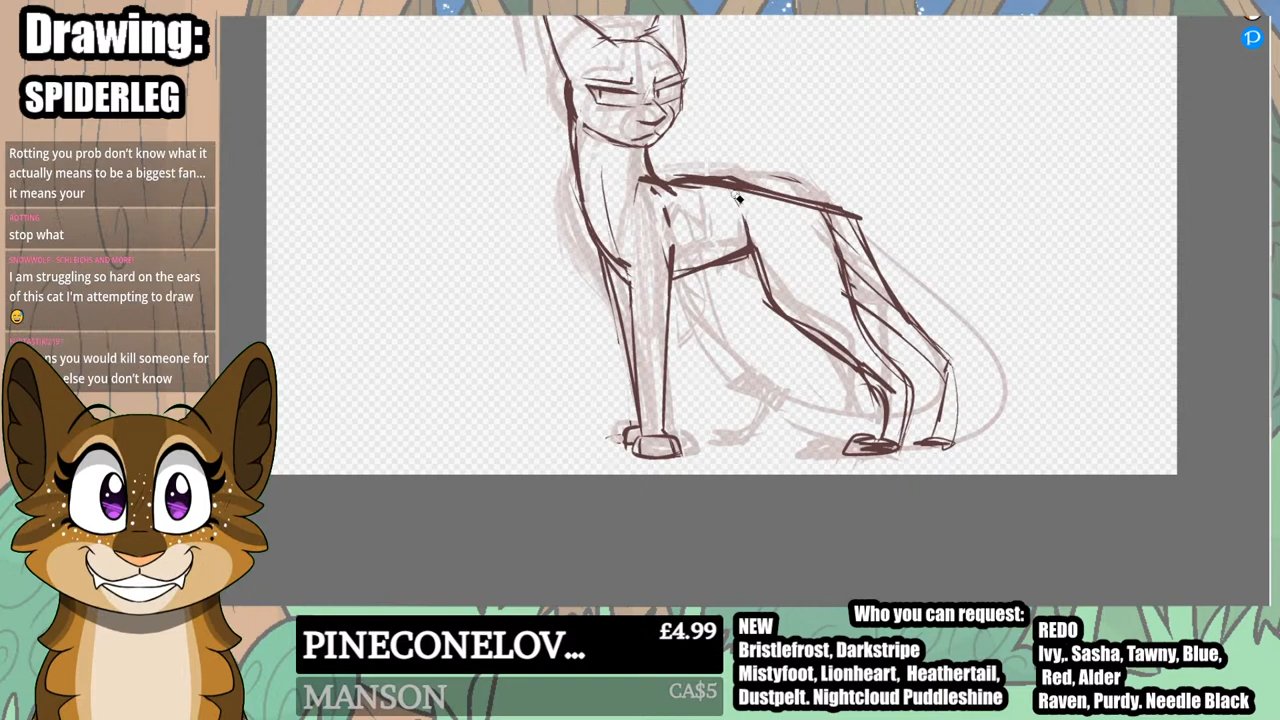 Drawing:
SPIDERLEG
Rotting you prob don't know what it
actually means to be a biggest fan...
it means your
ROTTING
stop what
SNOWWOLF_SCHLEICHS AND MORE!
I am struggling so hard on the ears
of this cat I'm attempting to draw
ns you would kill someone for
else you don't know
PINECONELOV...
£4.99
MANSON
CA$5
Who you can request:
NEW
Bristlefrost, Darkstripe
Mistyfoot, Lionheart, Heathertail,
Dustpelt. Nightcloud Puddleshine
REDO
Ivy,. Sasha, Tawny, Blue,
Red, Alder
Raven, Purdy. Needle Black